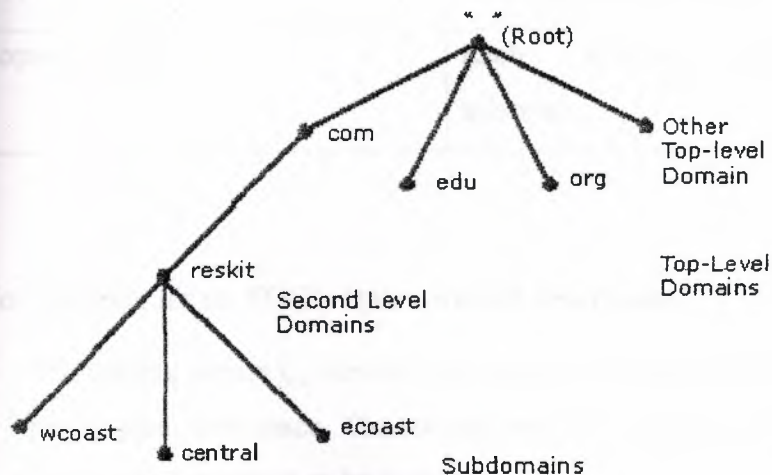 “ ”
(Root)
com
edu
org
Other
Top-level
Domain
reskit
Second Level
Domains
Top-Level
Domains
wcoast
central
ecoast
Subdomains